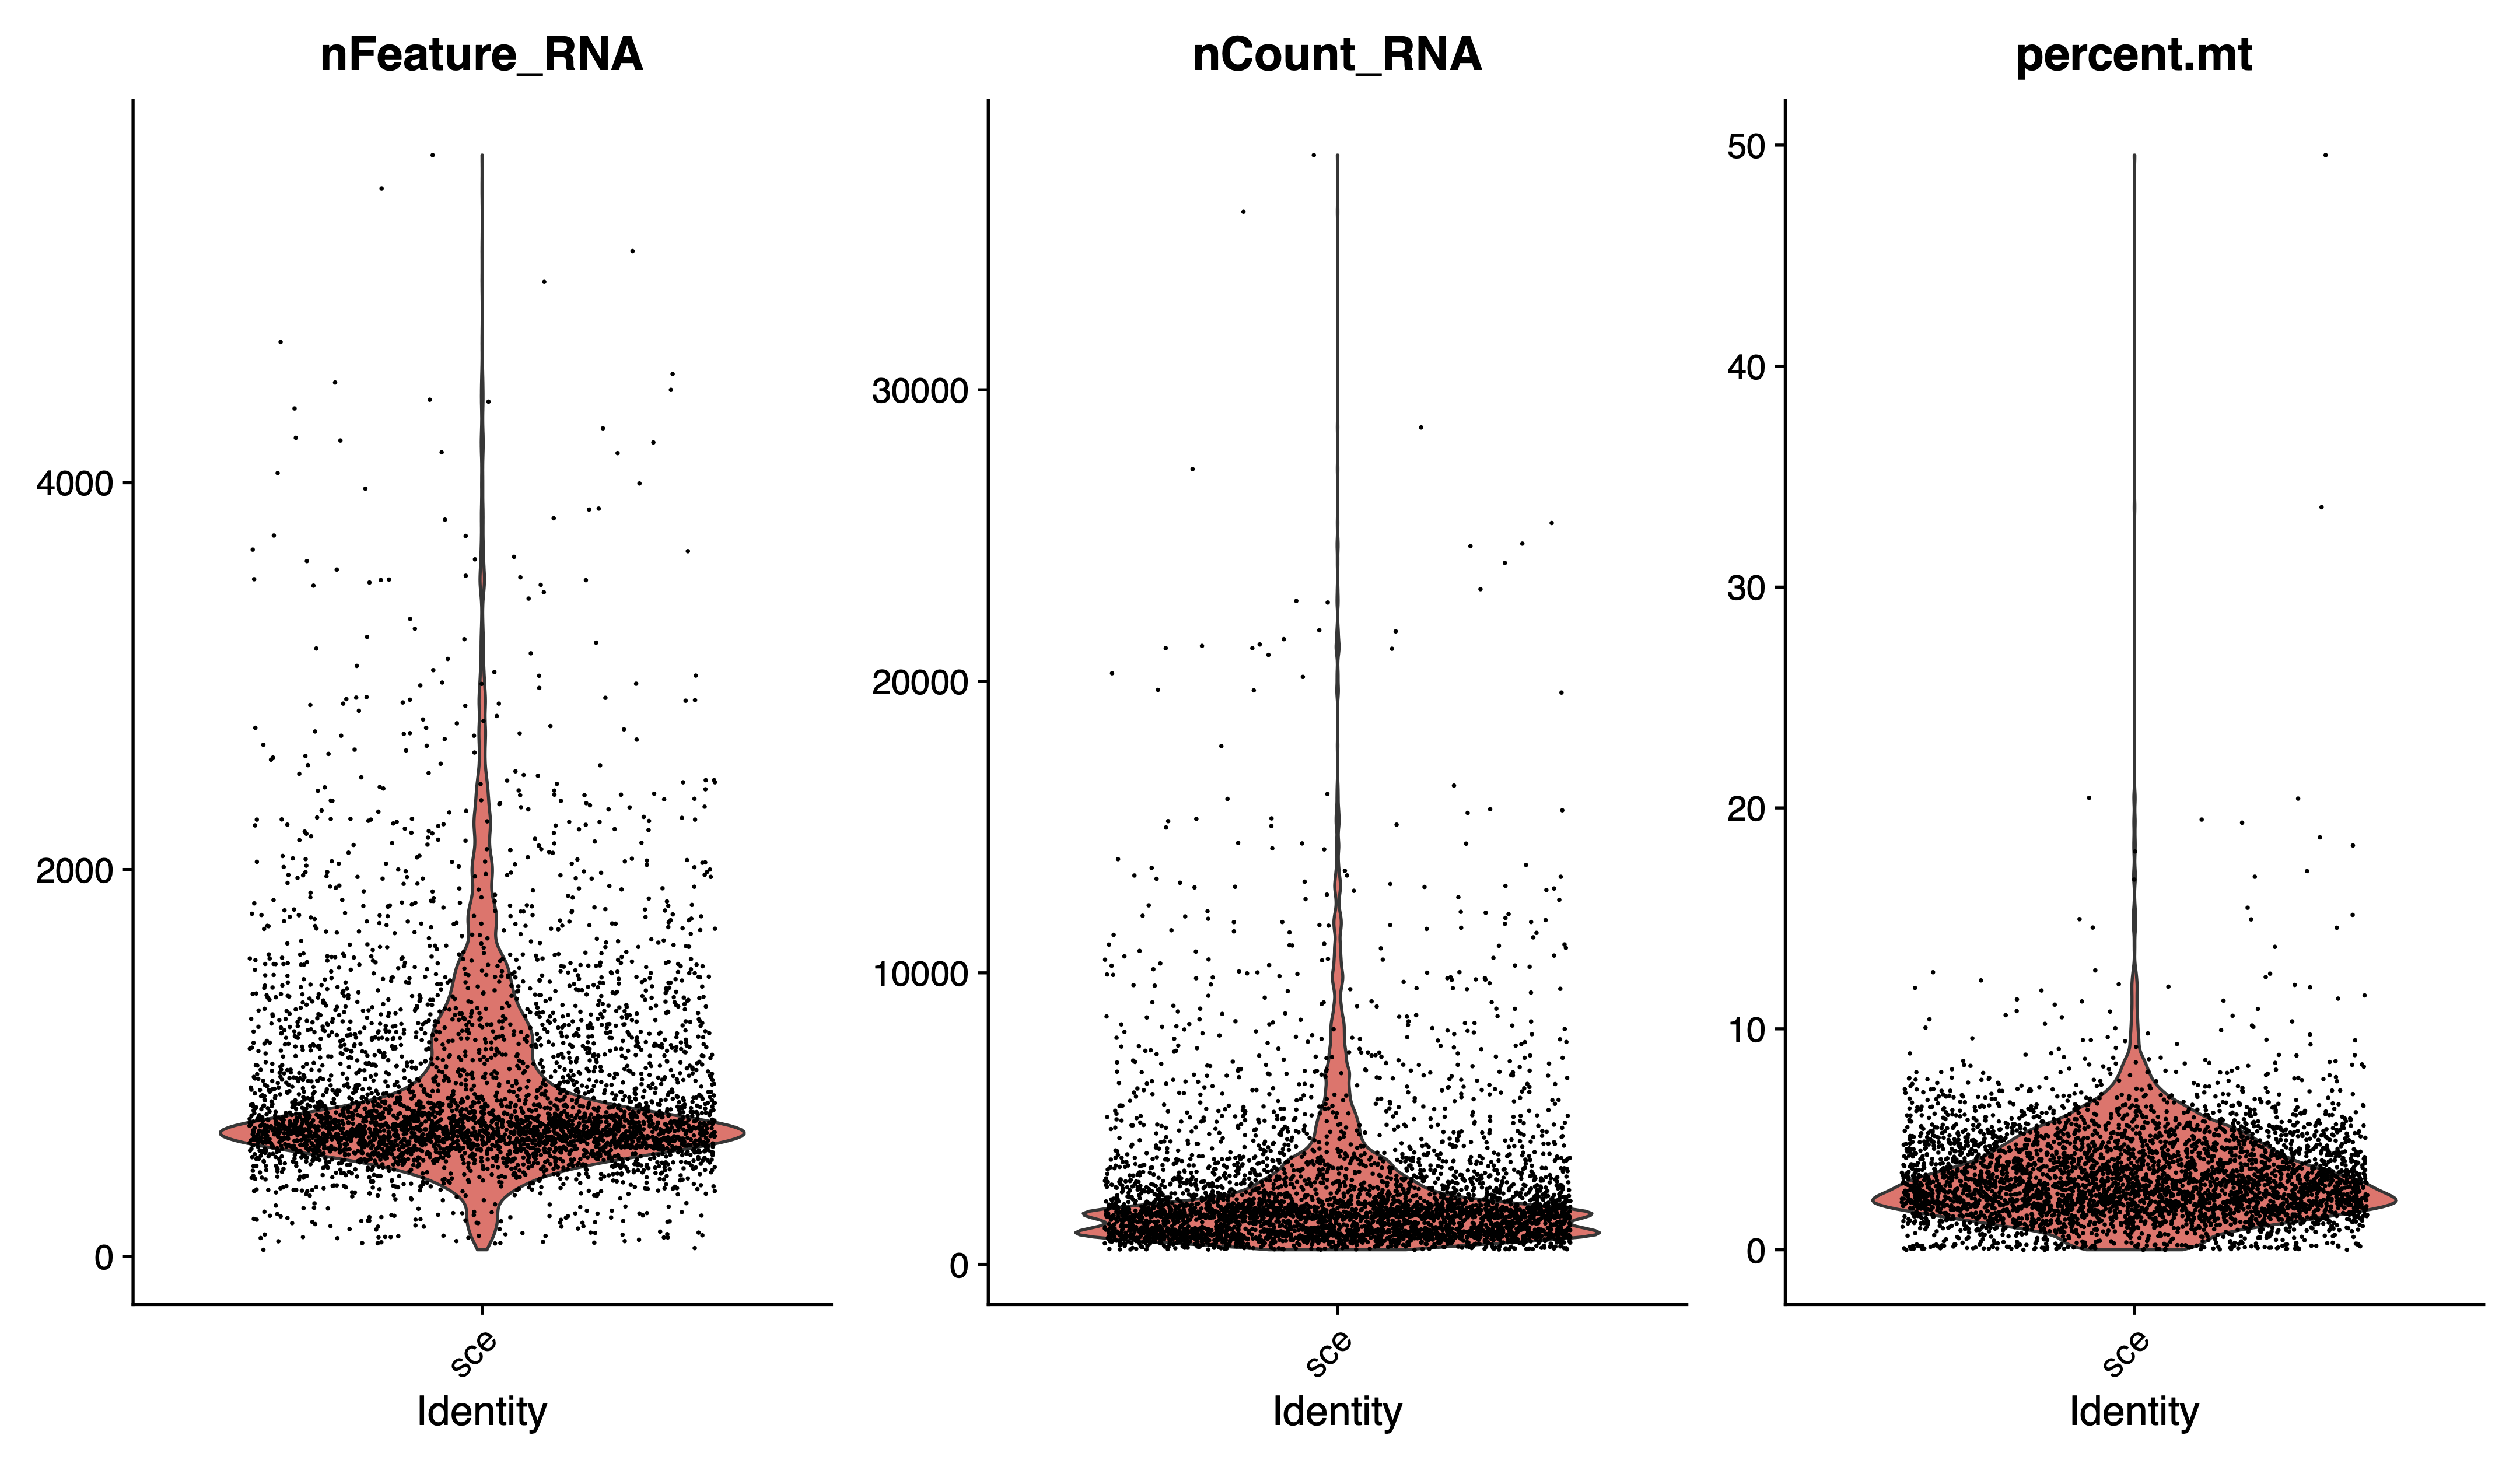 nFeature_RNA
4000
2000
0
sce
Identity
nCount_RNA
30000
20000
10000
0
sce
Identity
percent.mt
50
40
30
20
10
0
sce
Identity